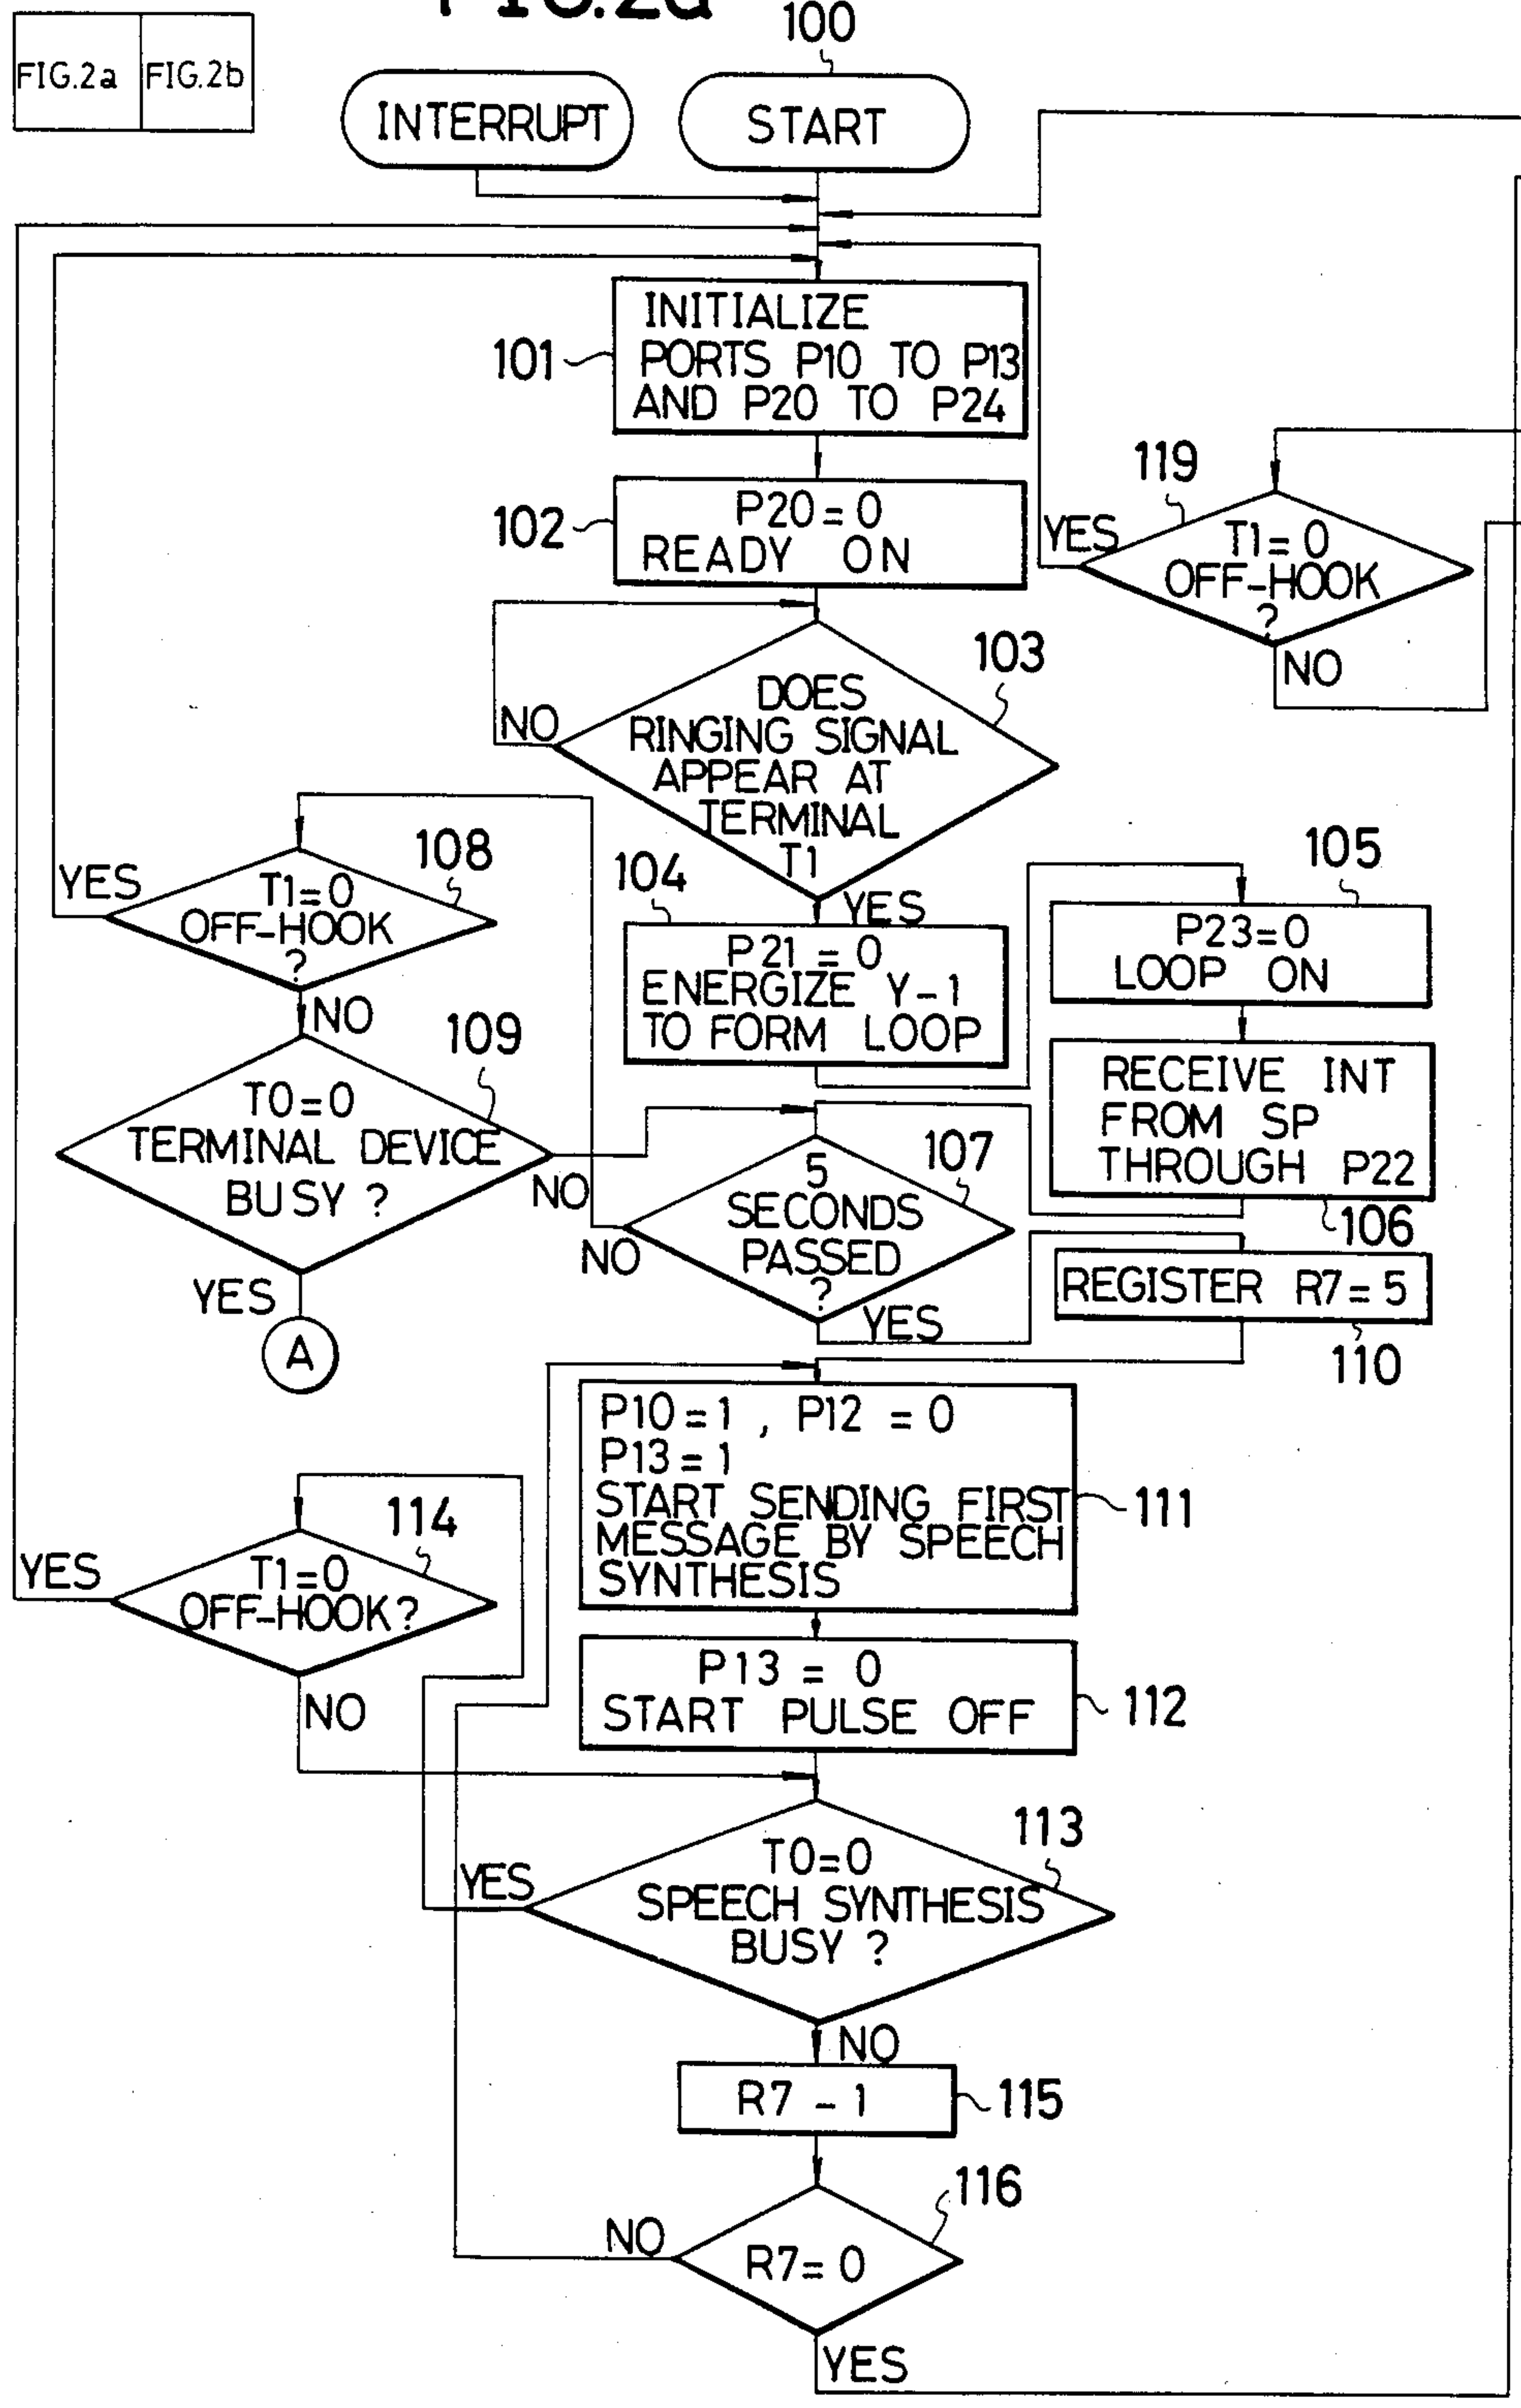 FIG.2a
FIG.2a FIG.2b
100
INTERRUPT
START
INITIALIZE
PORTS P10 TO P13
AND P20 TO P24
101
P20=0
READY ON
102
119
YES
T1=0
OFF-HOOK
?
NO
103
DOES
RINGING SIGNAL
APPEAR AT
TERMINAL
T1
NO
YES
108
YES
T1=0
OFF-HOOK
?
NO
104
P21=0
ENERGIZE Y-1
TO FORM LOOP
105
P23=0
LOOP ON
109
T0=0
TERMINAL DEVICE
BUSY ?
NO
YES
A
RECEIVE INT
FROM SP
THROUGH P22
106
107
5
SECONDS
PASSED
?
NO
YES
REGISTER R7=5
110
P10=1 , P12=0
P13=1
START SENDING FIRST
MESSAGE BY SPEECH
SYNTHESIS
111
114
YES
T1=0
OFF-HOOK?
NO
P13=0
START PULSE OFF
112
113
YES
T0=0
SPEECH SYNTHESIS
BUSY ?
NO
R7-1
115
116
NO
R7=0
YES